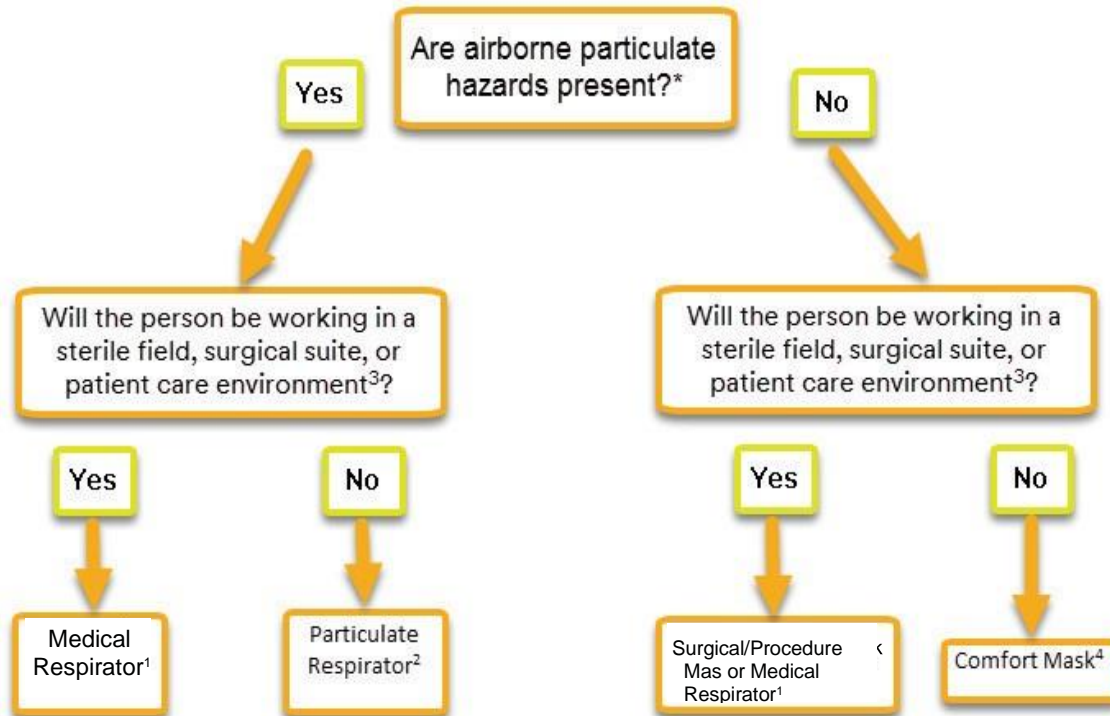 Are airborne particulate
hazards present?*
Yes
No
Will the person be working in a
sterile field, surgical suite, or
patient care environment³?
Will the person be working in a
sterile field, surgical suite, or
patient care environment³?
Yes
No
Yes
No
Medical
Respirator¹
Particulate
Respirator²
Surgical/Procedure k
Mas or Medical
Respirator¹
Comfort Mask⁴